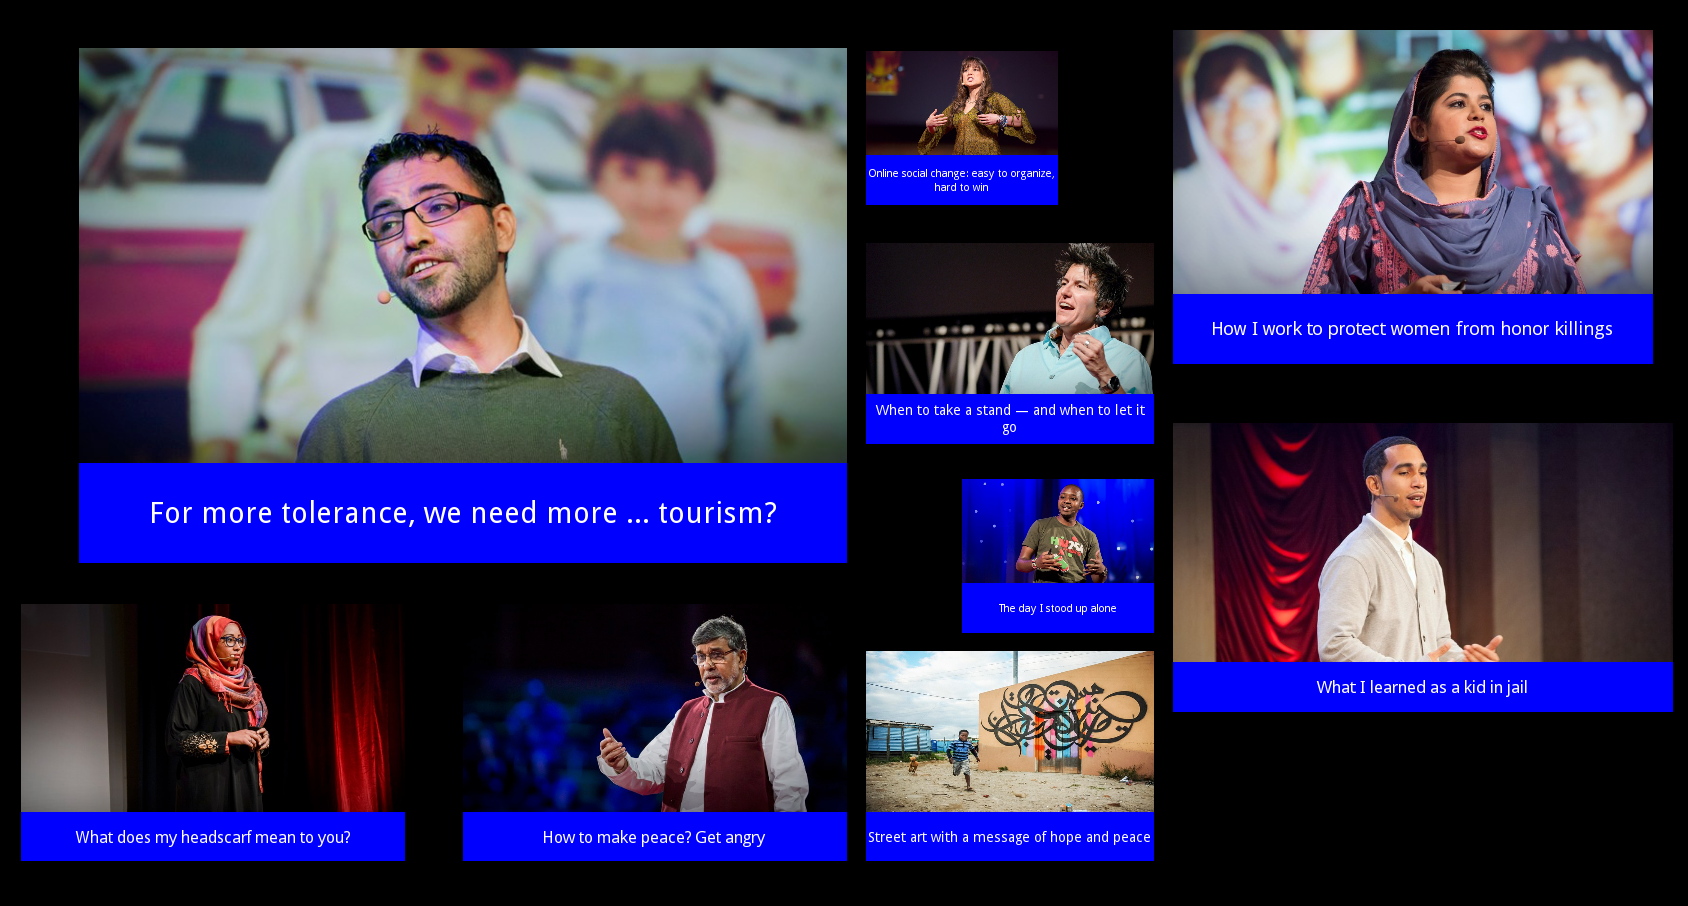 For more tolerance, we need more ... tourism?
Online social change: easy to organize,
hard to win
When to take a stand — and when to let it
go
The day I stood up alone
How I work to protect women from honor killings
What I learned as a kid in jail
What does my headscarf mean to you?
How to make peace? Get angry
Street art with a message of hope and peace